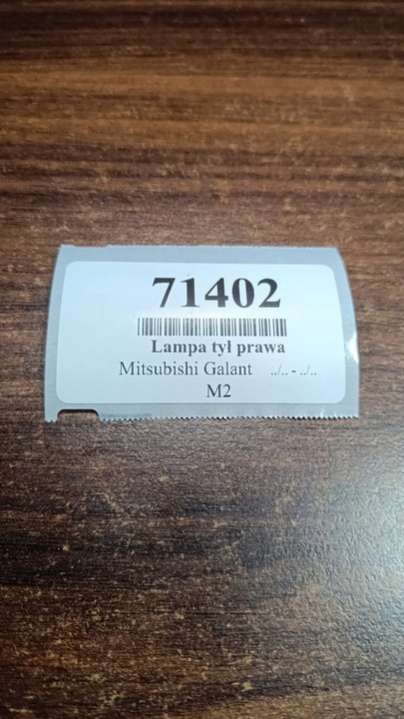 71402
Lampa tył prawa
Mitsubishi Galant ../.. - ../..
M2